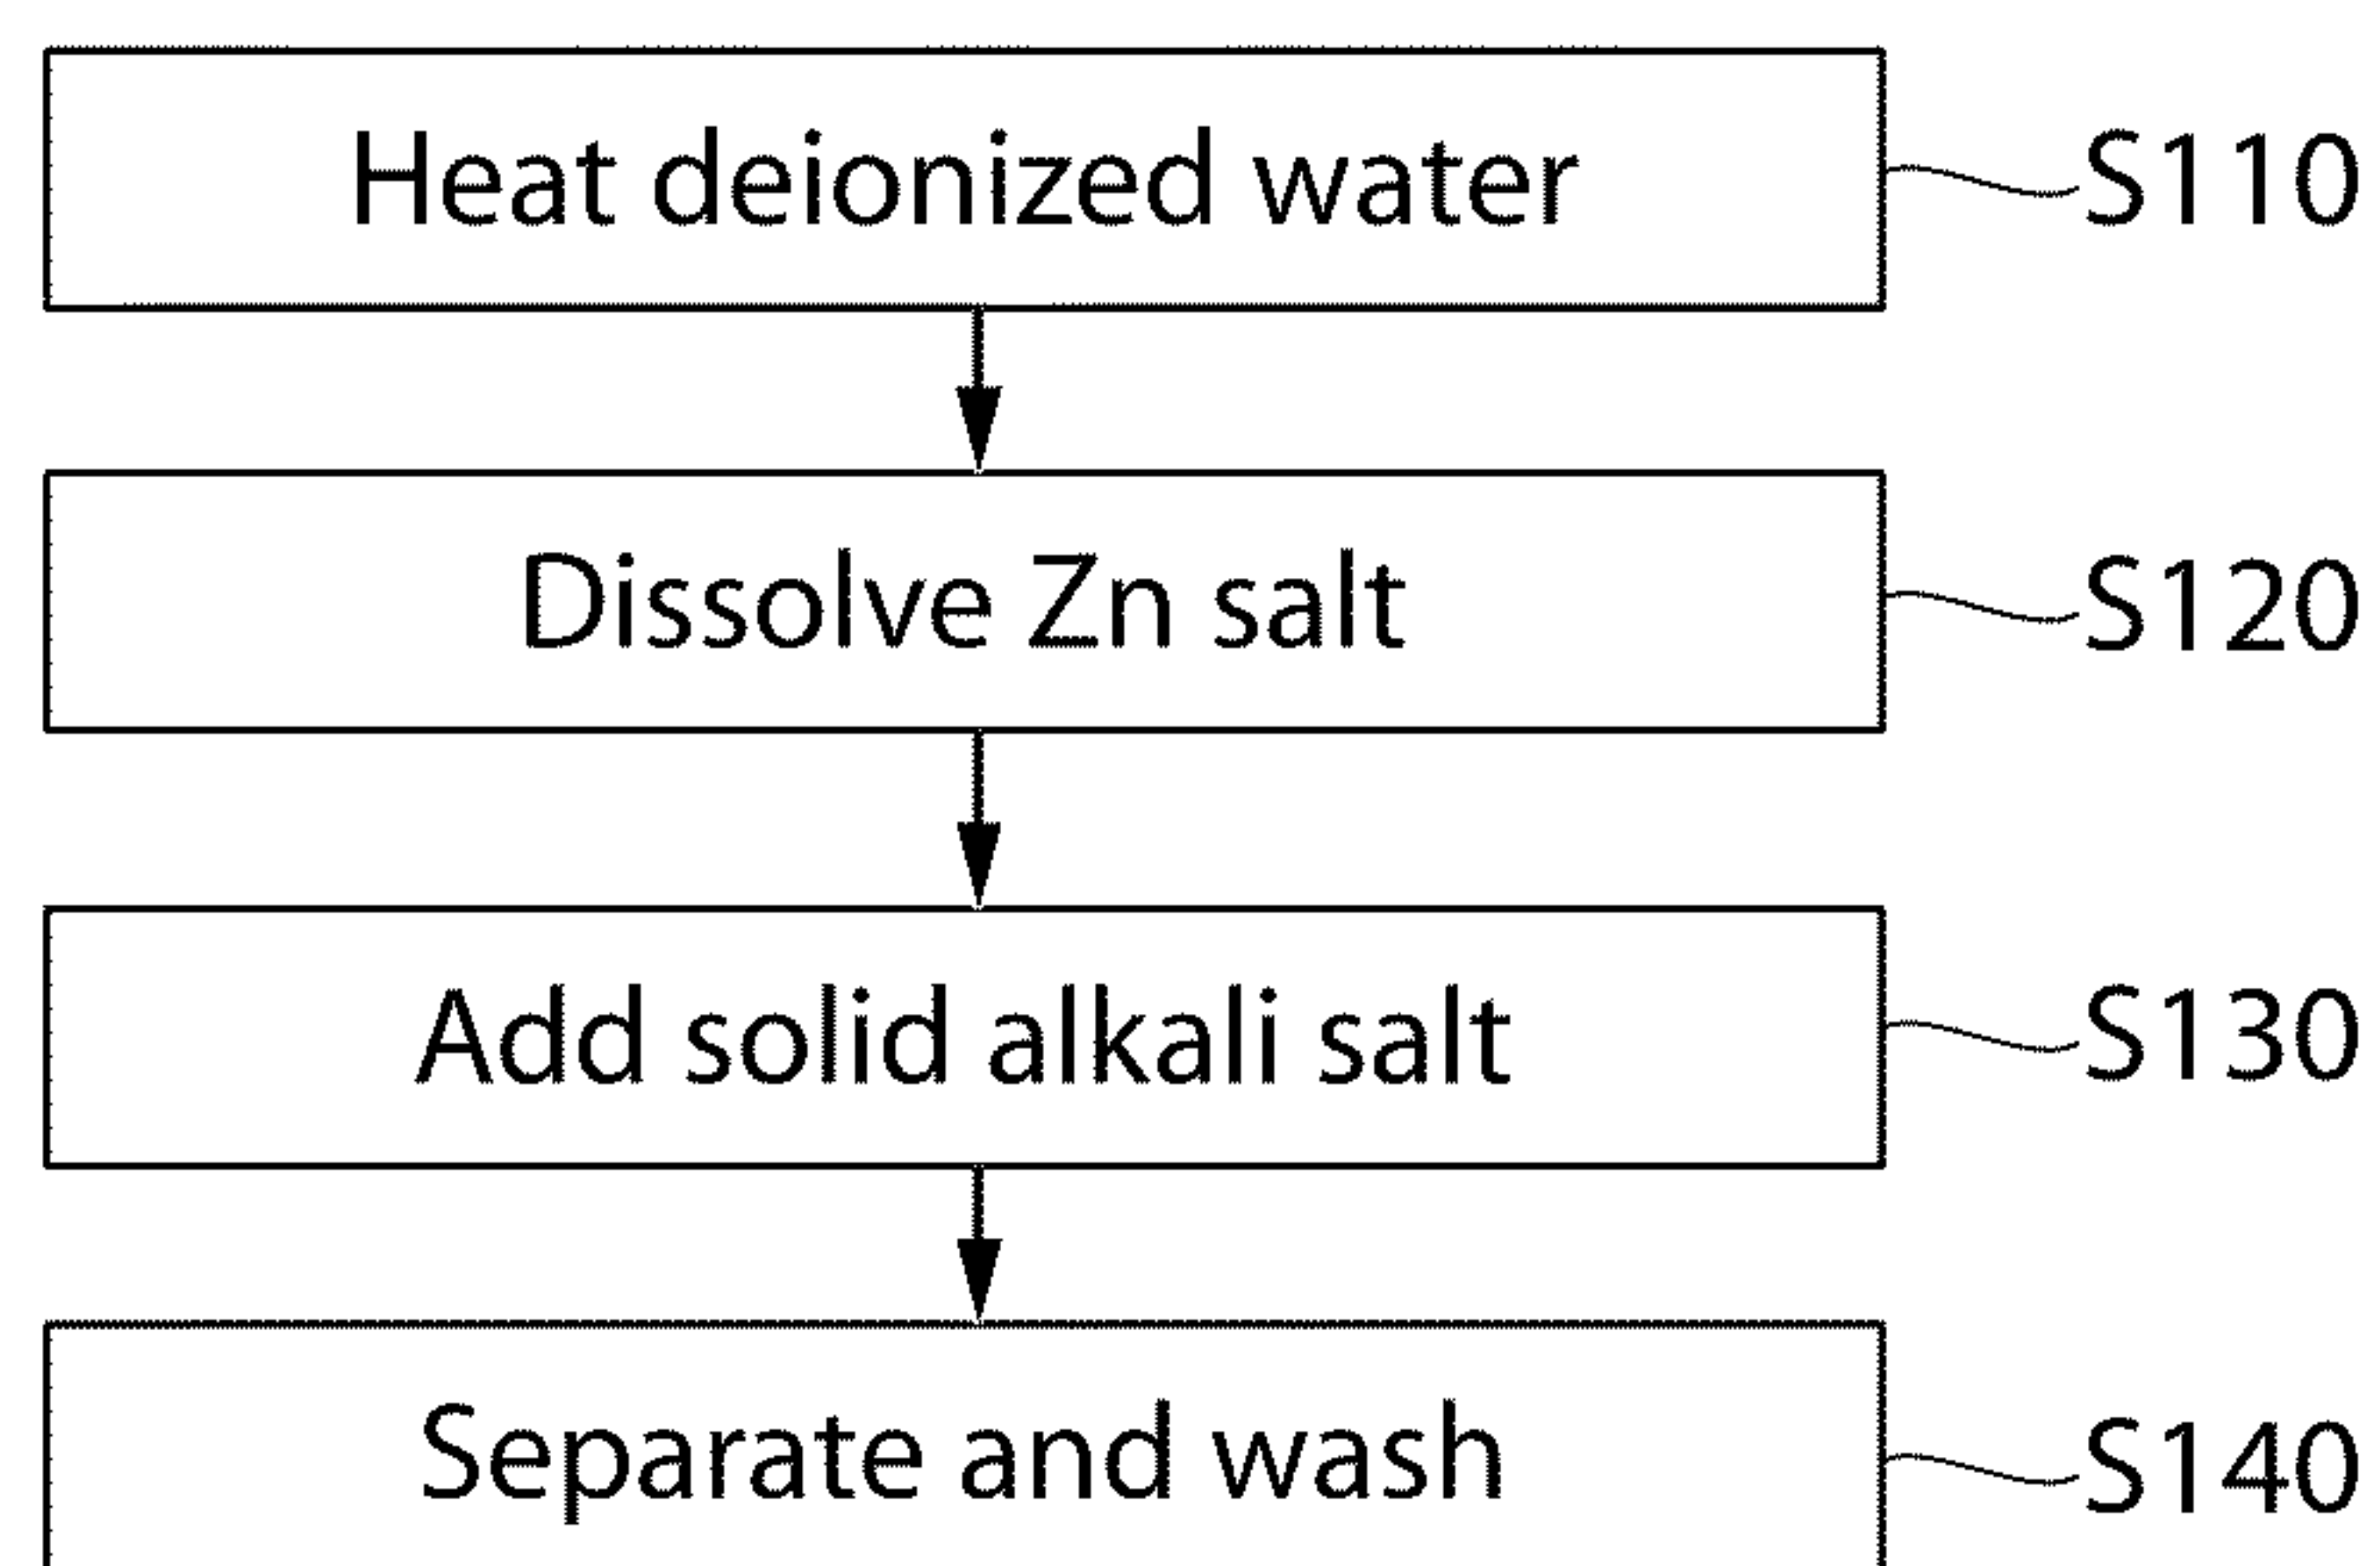 Heat deionized water S110
Dissolve Zn salt S120
Add solid alkali salt S130
Separate and wash S140